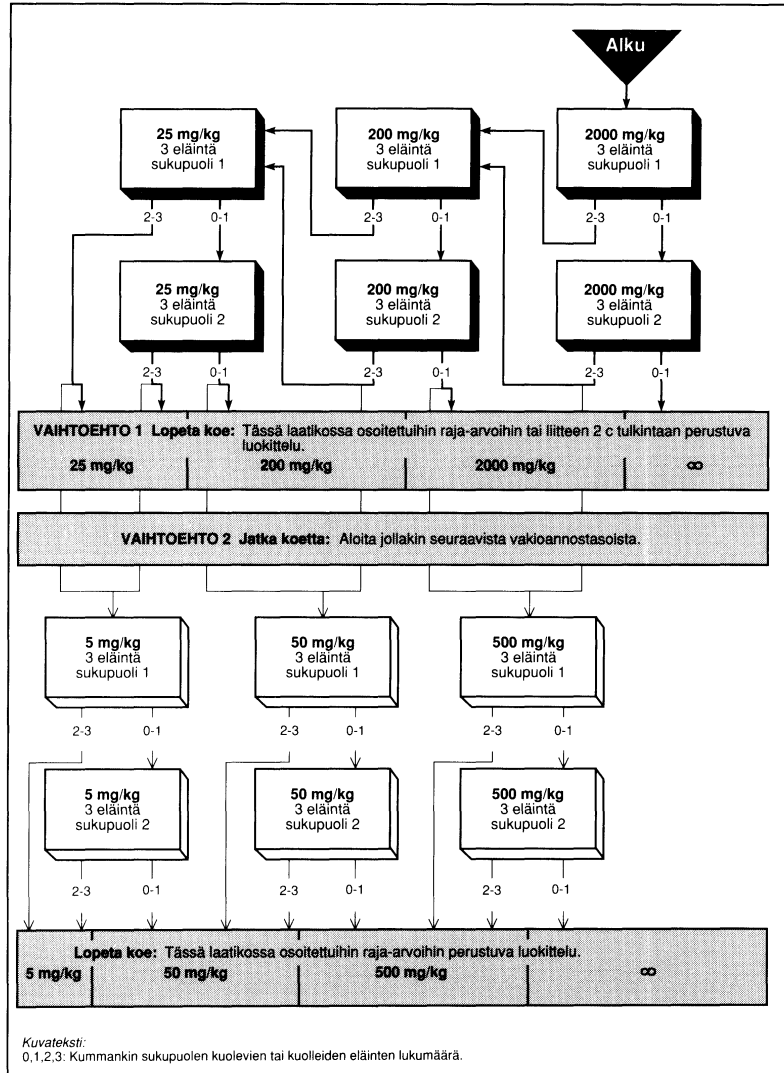 Alku
25 mg/kg
3 eläintä
sukupuoli 1
200 mg/kg
3 eläintä
sukupuoli 1
2000 mg/kg
3 eläintä
sukupuoli 1
2-3 0-1 2-3 0-1 2-3 0-1
25 mg/kg
3 eläintä
sukupuoli 2
200 mg/kg
3 eläintä
sukupuoli 2
2000 mg/kg
3 eläintä
sukupuoli 2
2-3 0-1 2-3 0-1 2-3 0-1
VAIHTOEHTO 1 Lopeta koe: Tässä laatikossa osoitettuihin raja-arvoihin tai liitteen 2 c tulkintaan perustuva
luokittelu.
25 mg/kg 200 mg/kg 2000 mg/kg ∞
VAIHTOEHTO 2 Jatka koetta: Aloita jollakin seuraavista vakioannostasoista.
5 mg/kg
3 eläintä
sukupuoli 1
50 mg/kg
3 eläintä
sukupuoli 1
500 mg/kg
3 eläintä
sukupuoli 1
2-3 0-1 2-3 0-1 2-3 0-1
5 mg/kg
3 eläintä
sukupuoli 2
50 mg/kg
3 eläintä
sukupuoli 2
500 mg/kg
3 eläintä
sukupuoli 2
2-3 0-1 2-3 0-1 2-3 0-1
Lopeta koe: Tässä laatikossa osoitettuihin raja-arvoihin perustuva luokittelu.
5 mg/kg 50 mg/kg 500 mg/kg ∞
Kuvateksti:
0,1,2,3: Kummankin sukupuolen kuolevien tai kuolleiden eläinten lukumäärä.